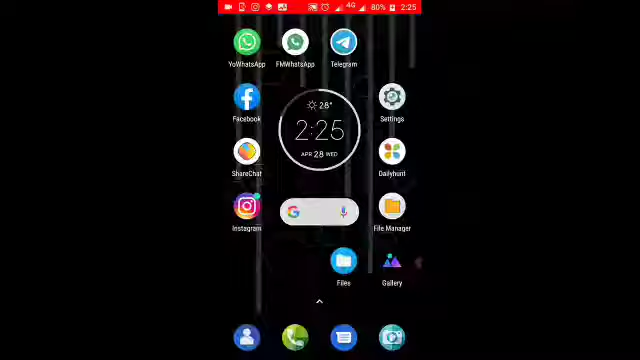 4G 80% 2:25
YoWhatsApp FMWhatsApp Telegram
28°
2:25
APR 28 WED
Facebook Settings
ShareChat Dailyhunt
Instagram File Manager
Files Gallery